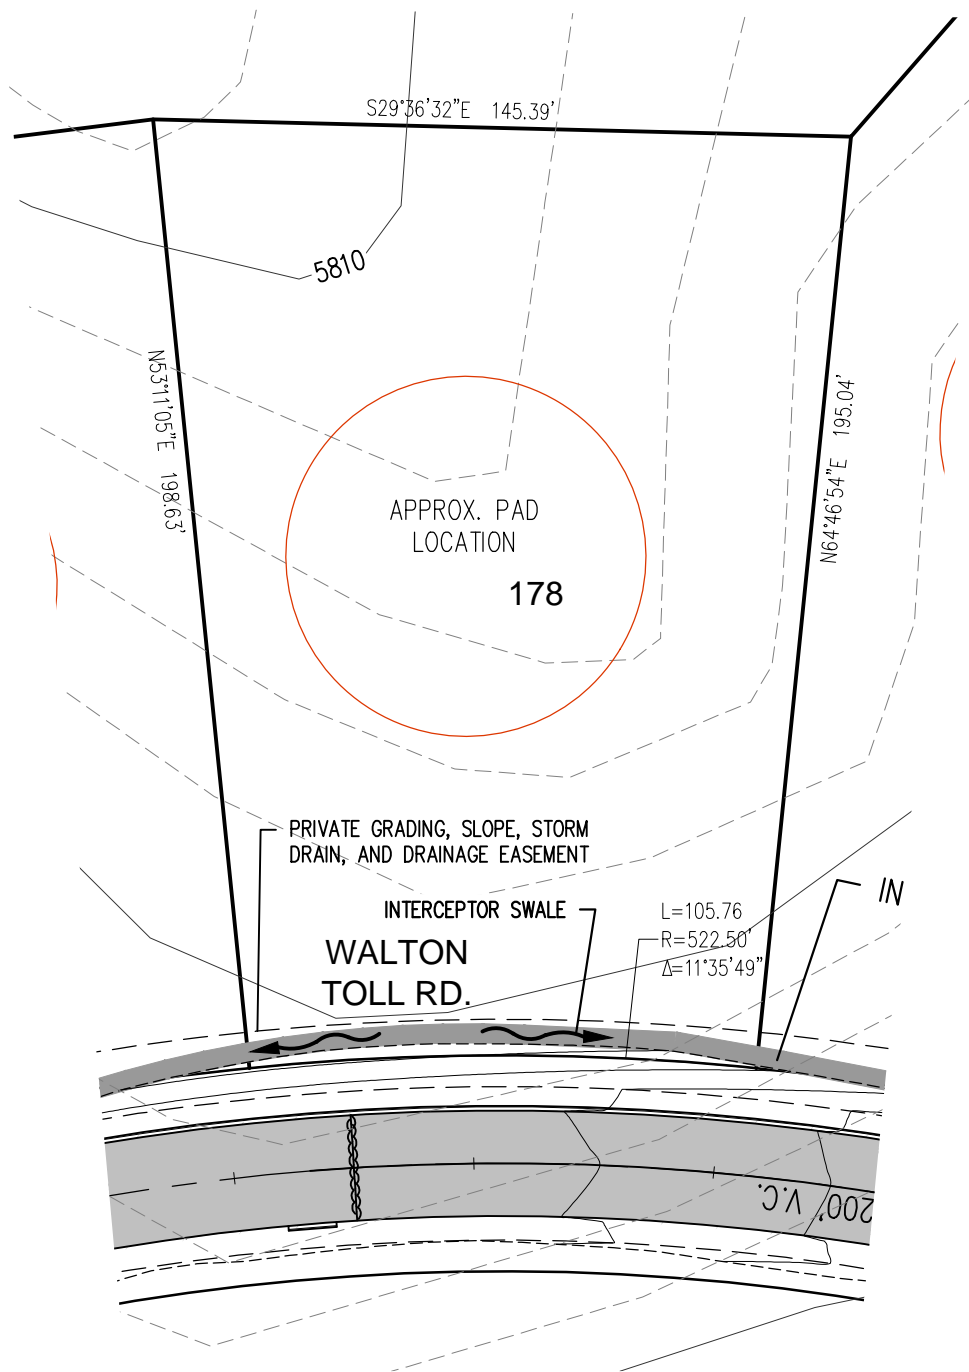 S29°36'32"E 145.39'
5810
N53°11'05"E 198.63'
N64°46'54"E 195.04'
APPROX. PAD
LOCATION
178
PRIVATE GRADING, SLOPE, STORM
DRAIN, AND DRAINAGE EASEMENT
INTERCEPTOR SWALE
IN
L=105.76
R=522.50'
Δ=11°35'49"
WALTON
TOLL RD.
200' V.C.